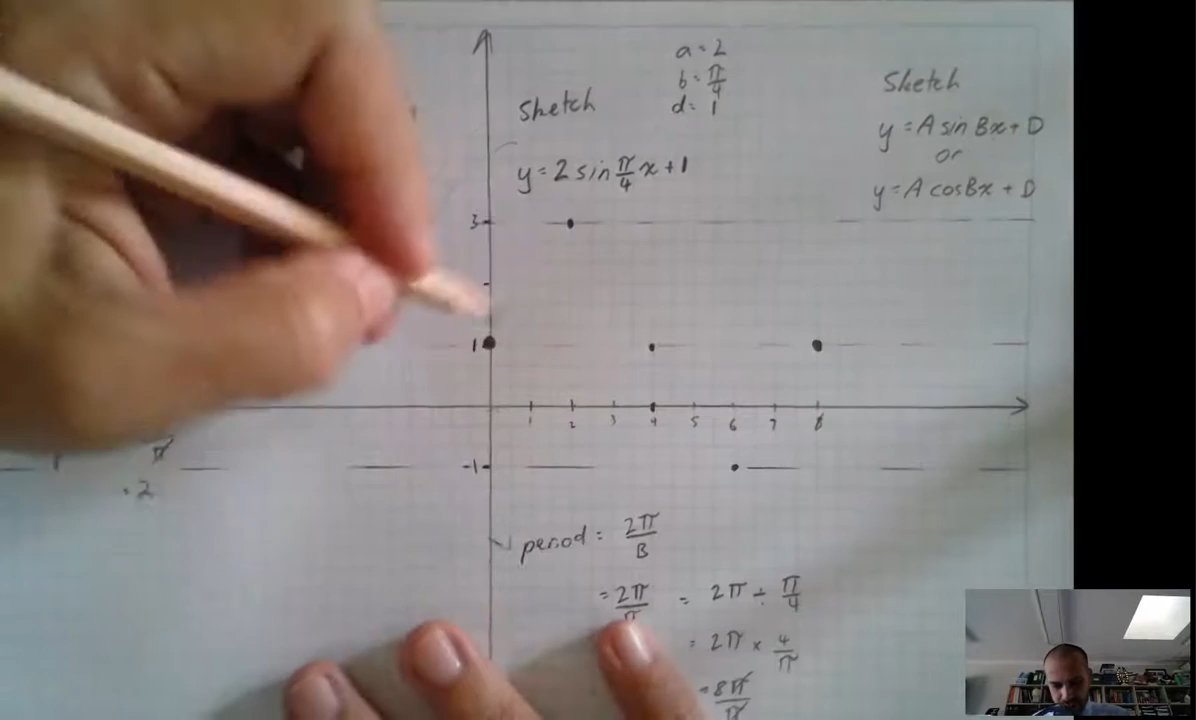 a = 2
b = π/4
d = 1
Sketch
y = 2 sin π/4 x + 1
Sketch
y = A sin Bx + D
or
y = A cos Bx + D
3
1
1 2 3 4 5 6 7 8
-1
π
= 2
period = 2π/B
= 2π/π = 2π ÷ π/4
= 2π × 4/π
= 8π/π